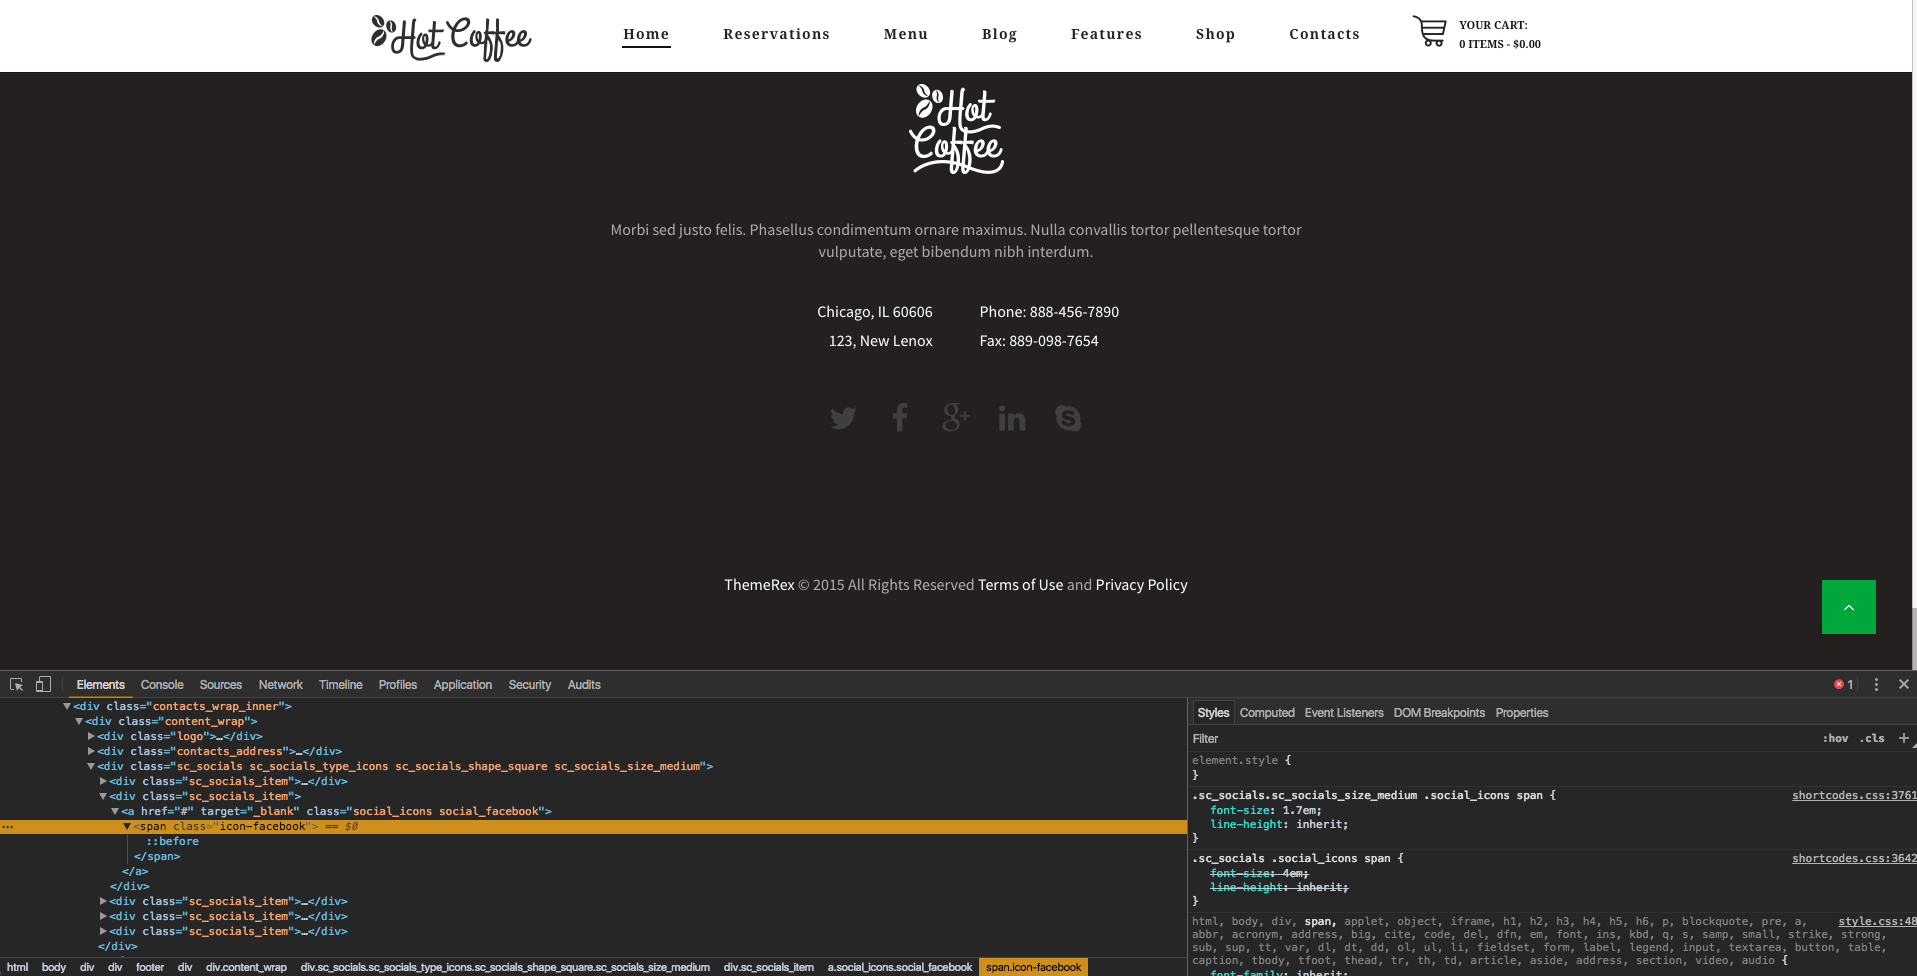 Hot Coffee
Home Reservations Menu Blog Features Shop Contacts
YOUR CART:
0 ITEMS - $0.00
Hot
Coffee
Morbi sed justo felis. Phasellus condimentum ornare maximus. Nulla convallis tortor pellentesque tortor
vulputate, eget bibendum nibh interdum.
Chicago, IL 60606 Phone: 888-456-7890
123, New Lenox Fax: 889-098-7654
ThemeRex © 2015 All Rights Reserved Terms of Use and Privacy Policy
Elements Console Sources Network Timeline Profiles Application Security Audits 1
<div class="contacts_wrap_inner">
<div class="content_wrap">
<div class="logo">…</div>
<div class="contacts_address">…</div>
<div class="sc_socials sc_socials_type_icons sc_socials_shape_square sc_socials_size_medium">
<div class="sc_socials_item">…</div>
<div class="sc_socials_item">
<a href="#" target="_blank" class="social_icons social_facebook">
<span class="icon-facebook"> == $0
::before
</span>
</a>
</div>
<div class="sc_socials_item">…</div>
<div class="sc_socials_item">…</div>
<div class="sc_socials_item">…</div>
</div>
html body div div footer div div.content_wrap div.sc_socials.sc_socials_type_icons.sc_socials_shape_square.sc_socials_size_medium div.sc_socials_item a.social_icons.social_facebook span.icon-facebook
Styles Computed Event Listeners DOM Breakpoints Properties
Filter :hov .cls +
element.style {
}
.sc_socials.sc_socials_size_medium .social_icons span { shortcodes.css:3761
font-size: 1.7em;
line-height: inherit;
}
.sc_socials .social_icons span { shortcodes.css:3642
font-size: 4em;
line-height: inherit;
}
html, body, div, span, applet, object, iframe, h1, h2, h3, h4, h5, h6, p, blockquote, pre, a, style.css:48
abbr, acronym, address, big, cite, code, del, dfn, em, font, ins, kbd, q, s, samp, small, strike, strong,
sub, sup, tt, var, dl, dt, dd, ol, ul, li, fieldset, form, label, legend, input, textarea, button, table,
caption, tbody, tfoot, thead, tr, th, td, article, aside, address, section, video, audio {
font-family: inherit;